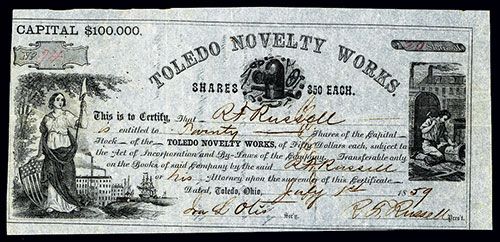 CAPITAL $100,000.
TOLEDO NOVELTY WORKS.
SHARES $50 EACH.
This is to Certify, That R F Russell
is entitled to Twenty Shares of the Capital
Stock of the TOLEDO NOVELTY WORKS, of Fifty Dollars each, subject to
the Act of Incorporation and By-Laws of the Company. Transferable only
on the Books of said Company by the said R F Russell
or his Attorney upon the surrender of this Certificate
Dated, Toledo, Ohio, July 1859
Otis Sec'y. R F Russell Pres't.